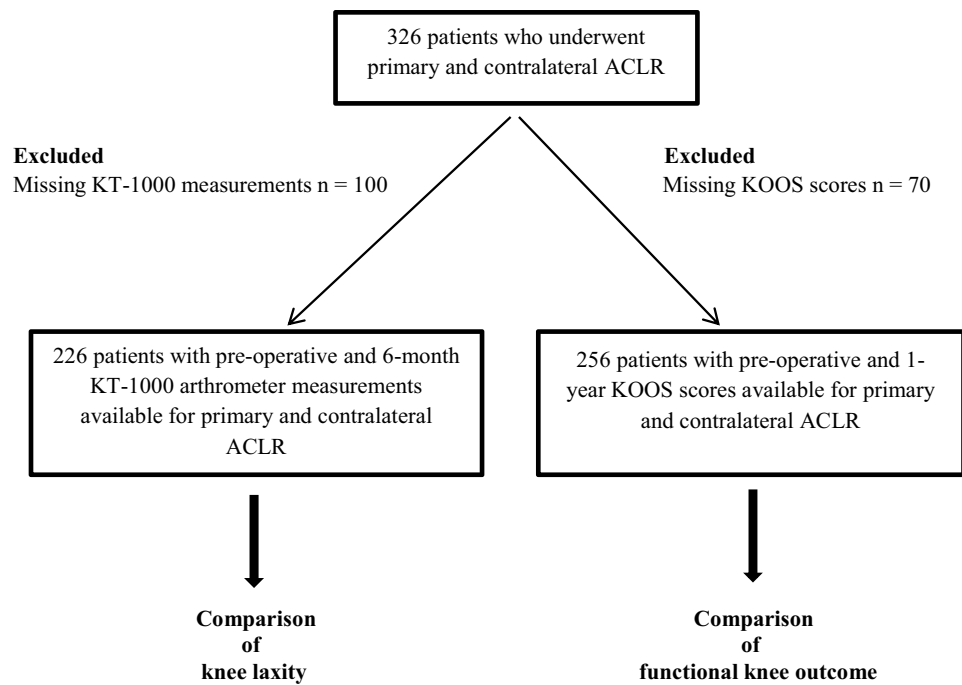 326 patients who underwent
primary and contralateral ACLR
Excluded
Missing KT-1000 measurements n = 100
Excluded
Missing KOOS scores n = 70
226 patients with pre-operative and 6-month
KT-1000 arthrometer measurements
available for primary and contralateral
ACLR
256 patients with pre-operative and 1-
year KOOS scores available for primary
and contralateral ACLR
Comparison
of
knee laxity
Comparison
of
functional knee outcome